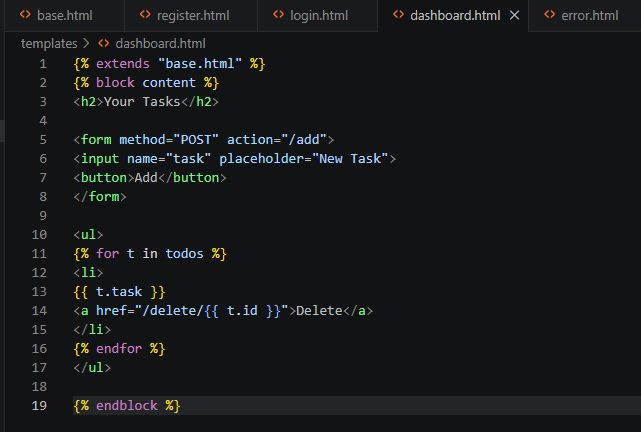 base.html register.html login.html dashboard.html error.html
templates > dashboard.html
1 {% extends "base.html" %}
2 {% block content %}
3 <h2>Your Tasks</h2>
4
5 <form method="POST" action="/add">
6 <input name="task" placeholder="New Task">
7 <button>Add</button>
8 </form>
9
10 <ul>
11 {% for t in todos %}
12 <li>
13 {{ t.task }}
14 <a href="/delete/{{ t.id }}">Delete</a>
15 </li>
16 {% endfor %}
17 </ul>
18
19 {% endblock %}